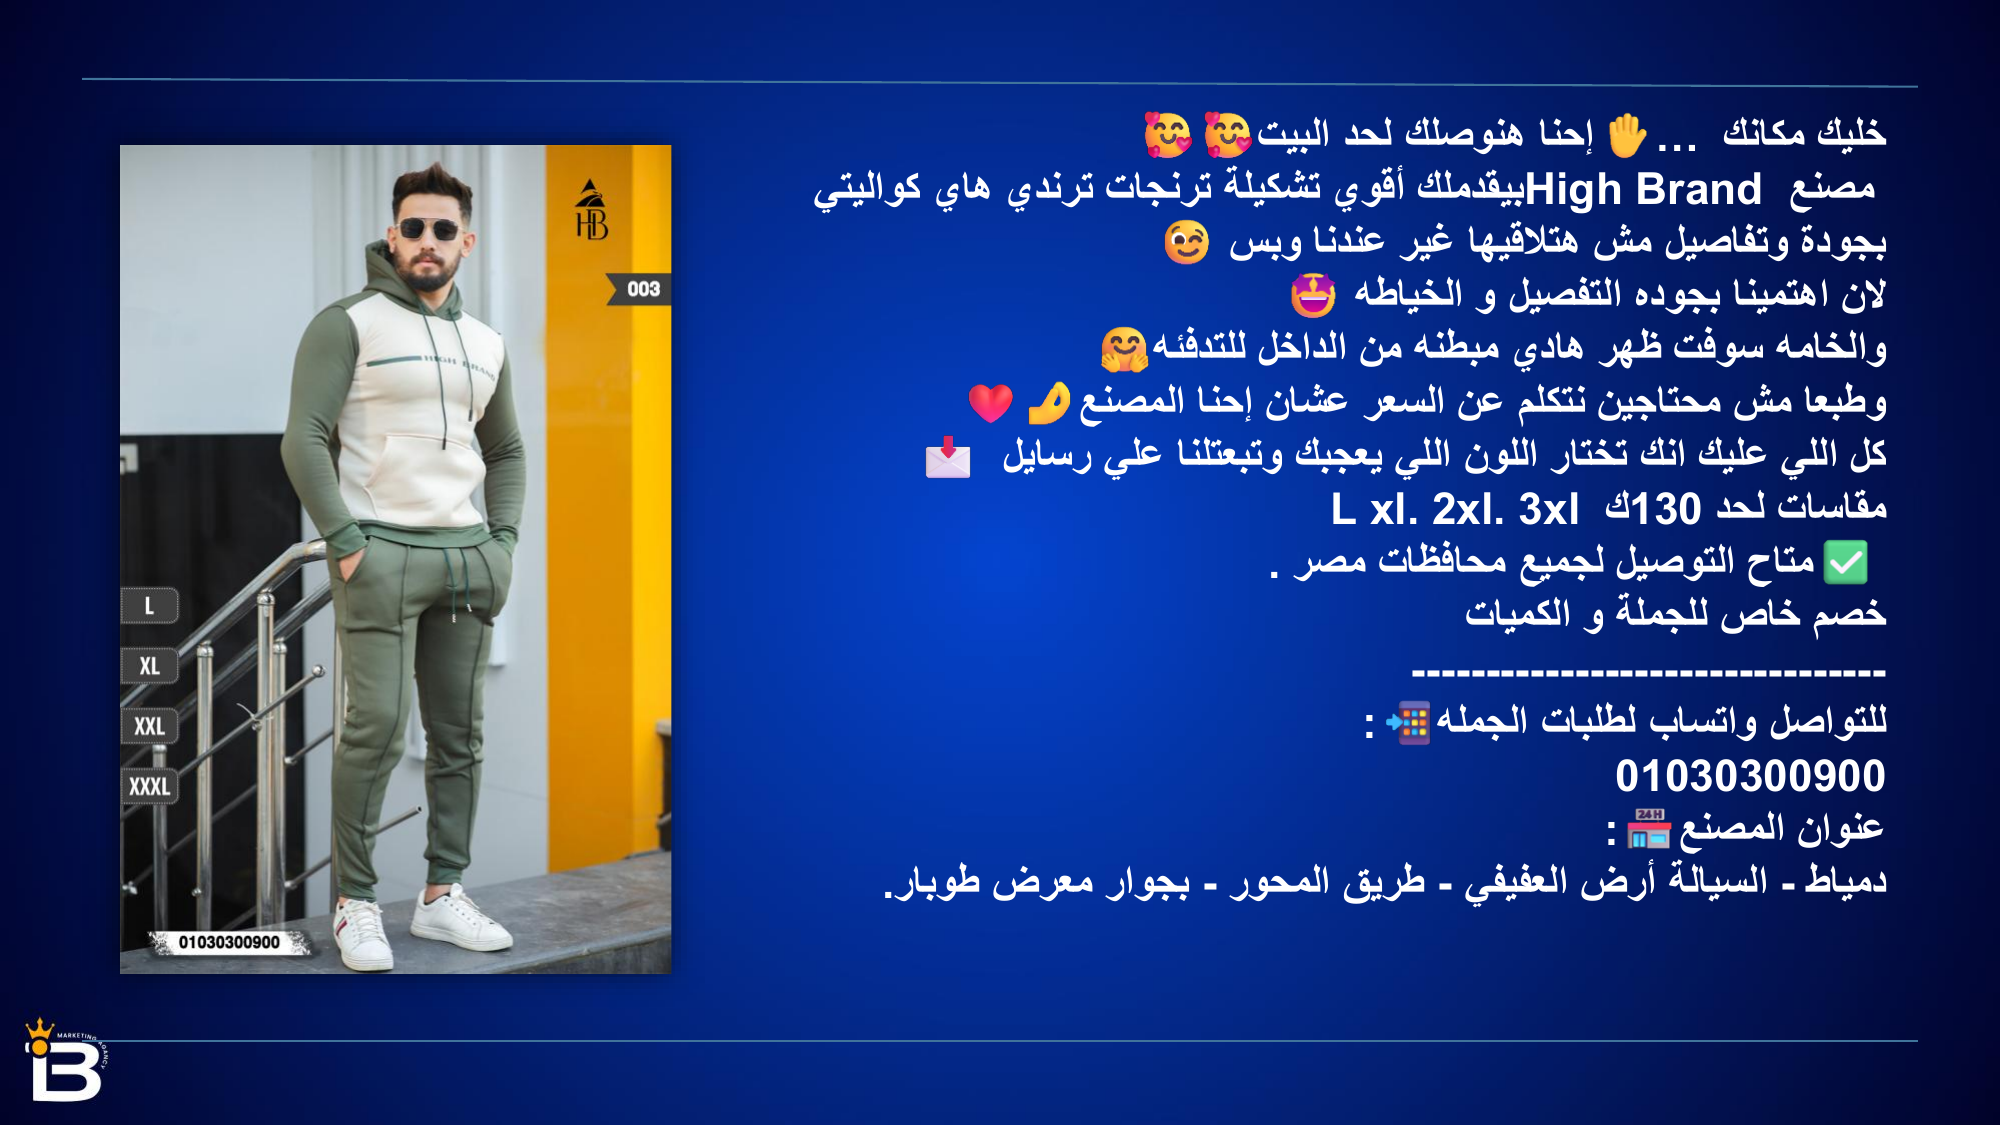 خليك مكانك ...✋ إحنا هنوصلك لحد البيت🥰 🥰
مصنع High Brandبيقدملك أقوي تشكيلة ترنجات ترندي هاي كواليتي
بجودة وتفاصيل مش هتلاقيها غير عندنا وبس 😉
لان اهتمينا بجوده التفصيل و الخياطه 🤩
والخامه سوفت ظهر هادي مبطنه من الداخل للتدفئه🤗
وطبعا مش محتاجين نتكلم عن السعر عشان إحنا المصنع🤌 ❤️
كل اللي عليك انك تختار اللون اللي يعجبك وتبعتلنا علي رسايل 📩
مقاسات لحد 130ك L xl. 2xl. 3xl
✅ متاح التوصيل لجميع محافظات مصر .
خصم خاص للجملة و الكميات
--------------------------------
للتواصل واتساب لطلبات الجمله📲 :
01030300900
عنوان المصنع🏪 :
دمياط - السيالة أرض العفيفي - طريق المحور - بجوار معرض طوبار.
HB
003
HIGH BRAND
L
XL
XXL
XXXL
01030300900
MARKETING AGANCY
iB